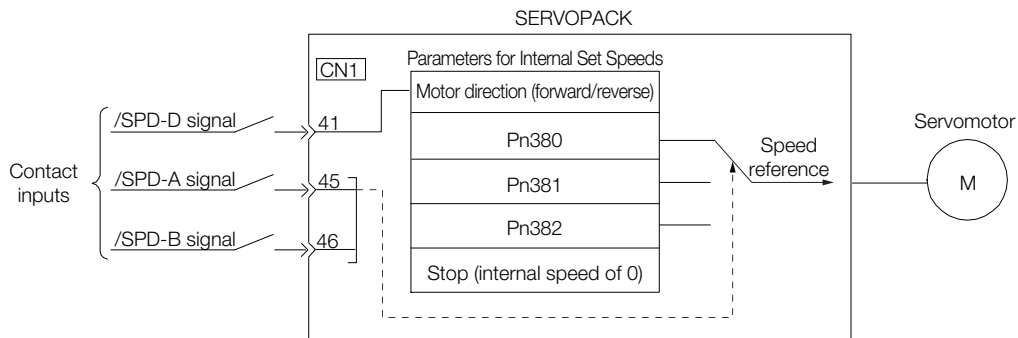 SERVOPACK
CN1
Parameters for Internal Set Speeds
Motor direction (forward/reverse)
/SPD-D signal
41
Pn380
Servomotor
Speed
reference
Contact
inputs
/SPD-A signal
45
Pn381
M
Pn382
/SPD-B signal
46
Stop (internal speed of 0)